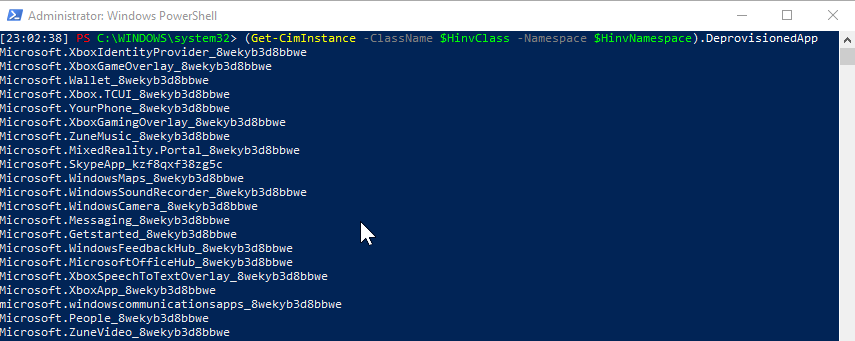 Administrator: Windows PowerShell
[23:02:38] PS C:\WINDOWS\system32> (Get-CimInstance -ClassName $HinvClass -Namespace $HinvNamespace).DeprovisionedApp
Microsoft.XboxIdentityProvider_8wekyb3d8bbwe
Microsoft.XboxGameOverlay_8wekyb3d8bbwe
Microsoft.Wallet_8wekyb3d8bbwe
Microsoft.Xbox.TCUI_8wekyb3d8bbwe
Microsoft.YourPhone_8wekyb3d8bbwe
Microsoft.XboxGamingOverlay_8wekyb3d8bbwe
Microsoft.ZuneMusic_8wekyb3d8bbwe
Microsoft.MixedReality.Portal_8wekyb3d8bbwe
Microsoft.SkypeApp_kzf8qxf38zg5c
Microsoft.WindowsMaps_8wekyb3d8bbwe
Microsoft.WindowsSoundRecorder_8wekyb3d8bbwe
Microsoft.WindowsCamera_8wekyb3d8bbwe
Microsoft.Messaging_8wekyb3d8bbwe
Microsoft.Getstarted_8wekyb3d8bbwe
Microsoft.WindowsFeedbackHub_8wekyb3d8bbwe
Microsoft.MicrosoftOfficeHub_8wekyb3d8bbwe
Microsoft.XboxSpeechToTextOverlay_8wekyb3d8bbwe
Microsoft.XboxApp_8wekyb3d8bbwe
microsoft.windowscommunicationsapps_8wekyb3d8bbwe
Microsoft.People_8wekyb3d8bbwe
Microsoft.ZuneVideo_8wekyb3d8bbwe